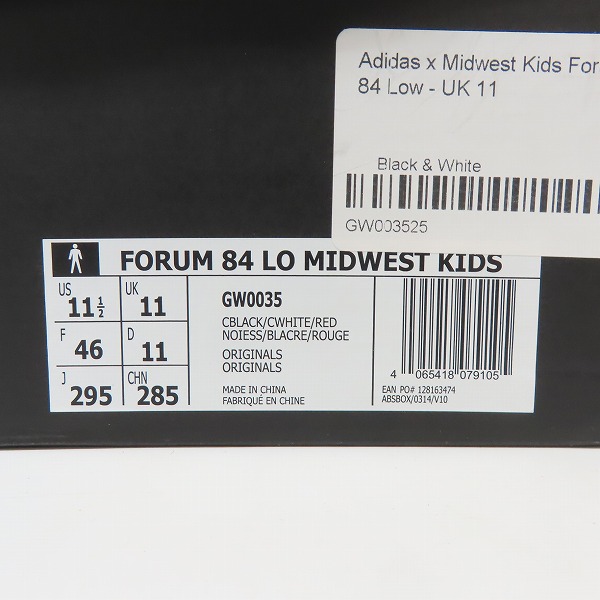 Adidas x Midwest Kids For
84 Low - UK 11
Black & White
GW003525
FORUM 84 LO MIDWEST KIDS
US 11 1/2 UK 11
F 46 D 11
J 295 CHN 285
GW0035
CBLACK/CWHITE/RED
NOIESS/BLACRE/ROUGE
ORIGINALS
ORIGINALS
MADE IN CHINA
FABRIQUÉ EN CHINE
4 065418 079105
EAN PO# 128163474
ABSBOX/0314/V10